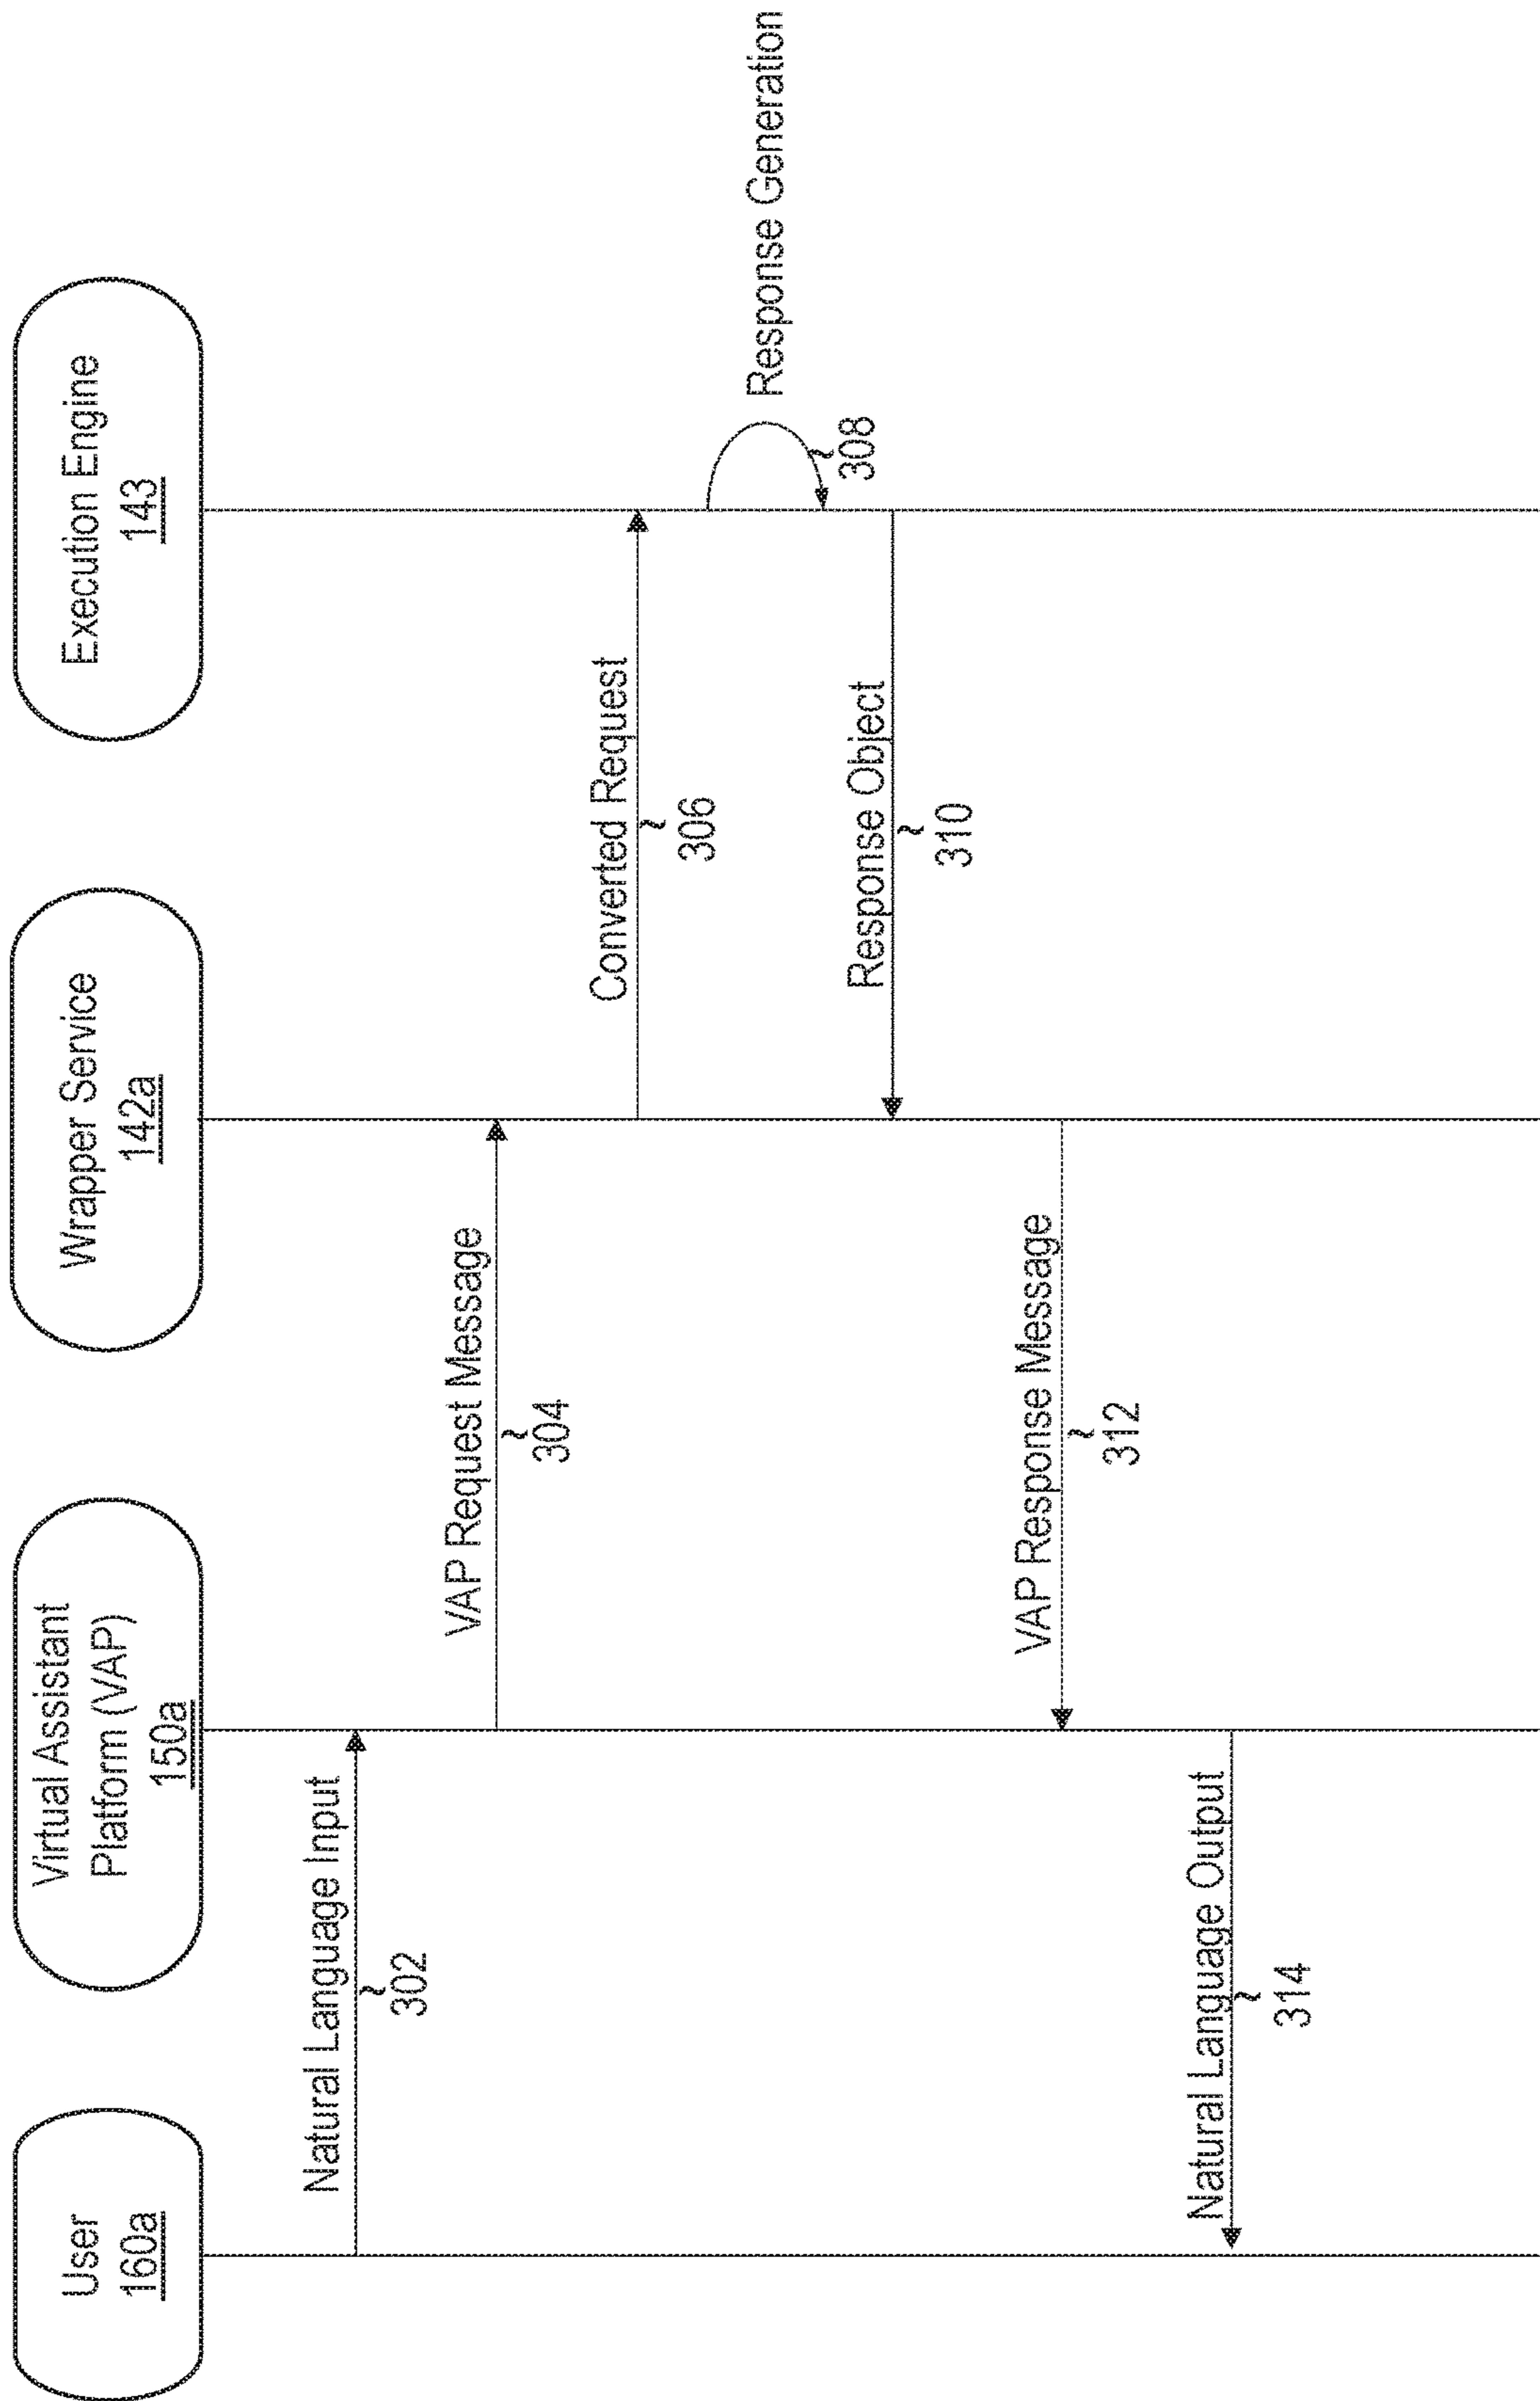 User
160a
Virtual Assistant
Platform (VAP)
150a
Wrapper Service
142a
Execution Engine
143
Natural Language Input
302
VAP Request Message
304
Converted Request
306
Response Generation
308
Response Object
310
VAP Response Message
312
Natural Language Output
314